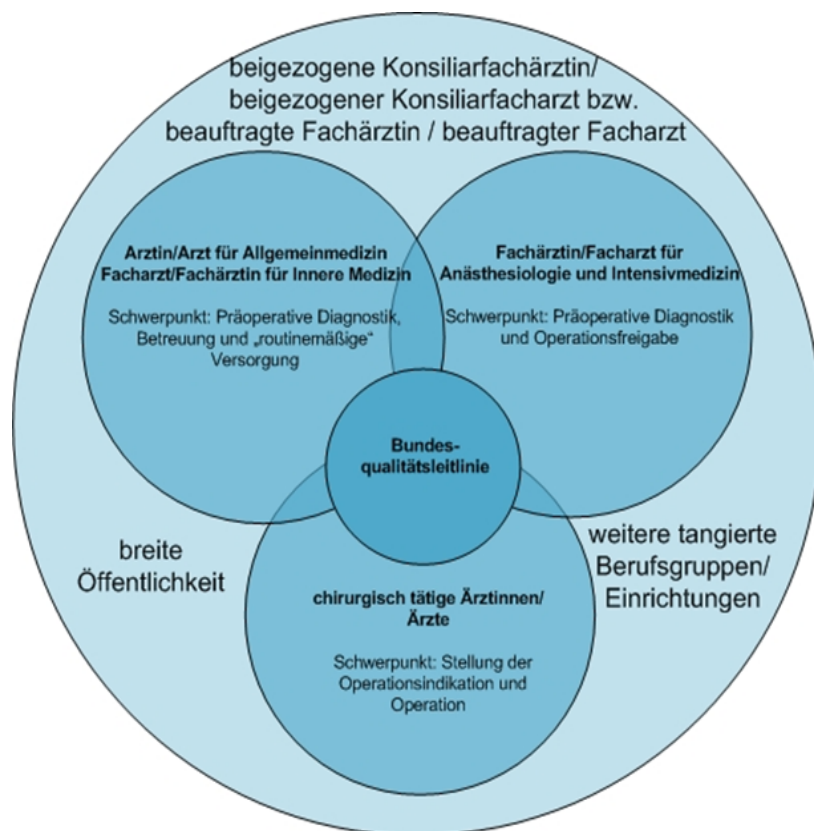 beigezogene Konsiliarfachärztin/
beigezogener Konsiliarfacharzt bzw.
beauftragte Fachärztin / beauftragter Facharzt
Ärztin/Arzt für Allgemeinmedizin
Facharzt/Fachärztin für Innere Medizin
Schwerpunkt: Präoperative Diagnostik,
Betreuung und „routinemäßige“
Versorgung
Fachärztin/Facharzt für
Anästhesiologie und Intensivmedizin
Schwerpunkt: Präoperative Diagnostik
und Operationsfreigabe
Bundes-
qualitätsleitlinie
breite
Öffentlichkeit
weitere tangierte
Berufsgruppen/
Einrichtungen
chirurgisch tätige Ärztinnen/
Ärzte
Schwerpunkt: Stellung der
Operationsindikation und
Operation